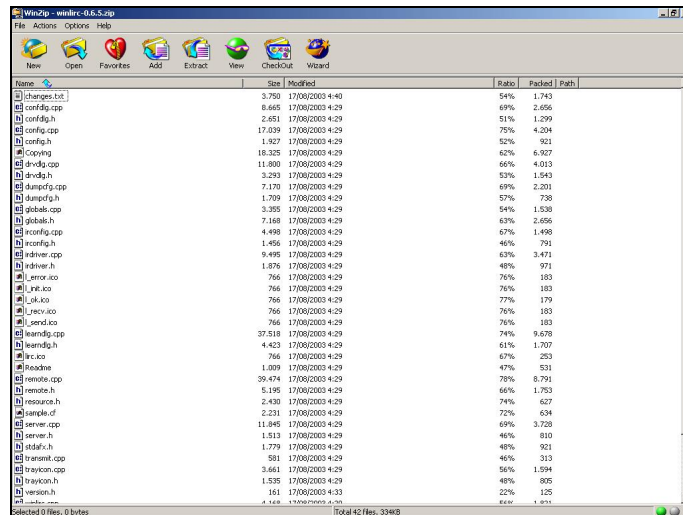 WinZip - winlirc-0.6.5.zip
File Actions Options Help
New Open Favorites Add Extract View CheckOut Wizard
Name Size Modified Ratio Packed Path
changes.txt 3.750 17/08/2003 4:40 54% 1.743
confdlg.cpp 8.665 17/08/2003 4:29 69% 2.656
confdlg.h 2.651 17/08/2003 4:29 51% 1.299
config.cpp 17.039 17/08/2003 4:29 75% 4.204
config.h 1.927 17/08/2003 4:29 52% 921
Copying 18.325 17/08/2003 4:29 62% 6.927
drvdlg.cpp 11.800 17/08/2003 4:29 66% 4.013
drvdlg.h 3.293 17/08/2003 4:29 53% 1.543
dumpcfg.cpp 7.170 17/08/2003 4:29 69% 2.201
dumpcfg.h 1.709 17/08/2003 4:29 57% 738
globals.cpp 3.355 17/08/2003 4:29 54% 1.538
globals.h 7.168 17/08/2003 4:29 63% 2.656
irconfig.cpp 4.498 17/08/2003 4:29 67% 1.498
irconfig.h 1.456 17/08/2003 4:29 46% 791
irdriver.cpp 9.495 17/08/2003 4:29 63% 3.471
irdriver.h 1.876 17/08/2003 4:29 48% 971
l_error.ico 766 17/08/2003 4:29 76% 183
l_init.ico 766 17/08/2003 4:29 76% 183
l_ok.ico 766 17/08/2003 4:29 77% 179
l_recv.ico 766 17/08/2003 4:29 76% 183
l_send.ico 766 17/08/2003 4:29 76% 183
learndlg.cpp 37.518 17/08/2003 4:29 74% 9.678
learndlg.h 4.423 17/08/2003 4:29 61% 1.707
lirc.ico 766 17/08/2003 4:29 67% 253
Readme 1.009 17/08/2003 4:29 47% 531
remote.cpp 39.474 17/08/2003 4:29 78% 8.791
remote.h 5.195 17/08/2003 4:29 66% 1.753
resource.h 2.430 17/08/2003 4:29 74% 627
sample.cf 2.231 17/08/2003 4:29 72% 634
server.cpp 11.845 17/08/2003 4:29 69% 3.728
server.h 1.513 17/08/2003 4:29 46% 810
stdafx.h 1.779 17/08/2003 4:29 48% 921
transmit.cpp 581 17/08/2003 4:29 46% 313
trayicon.cpp 3.661 17/08/2003 4:29 56% 1.594
trayicon.h 1.535 17/08/2003 4:29 48% 805
version.h 161 17/08/2003 4:33 22% 125
Selected 0 files, 0 bytes Total 42 files, 334KB